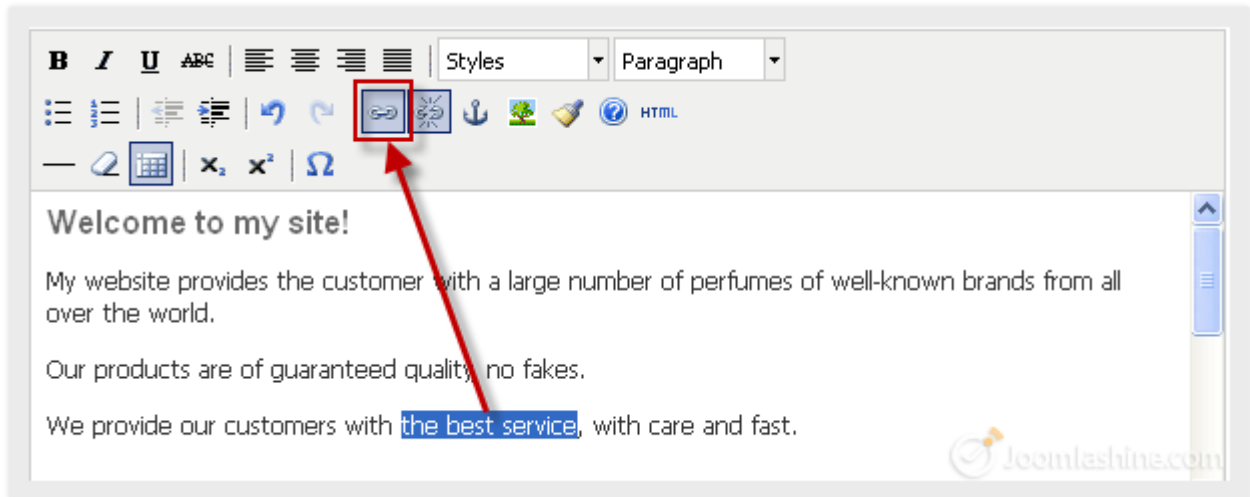 B I U ABC Styles Paragraph
HTML
x₂ x² Ω
Welcome to my site!
My website provides the customer with a large number of perfumes of well-known brands from all
over the world.
Our products are of guaranteed quality, no fakes.
We provide our customers with the best service, with care and fast.
Joomlashine.com